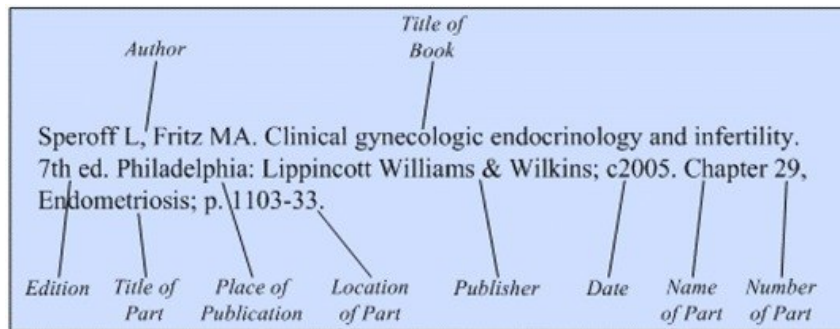 Title of
Author
Book
Speroff L, Fritz MA. Clinical gynecologic endocrinology and infertility.
7th ed. Philadelphia: Lippincott Williams & Wilkins; c2005. Chapter 29,
Endometriosis; p. 1103-33.
Edition Title of Place of Location Publisher Date Name Number
Part Publication of Part of Part of Part